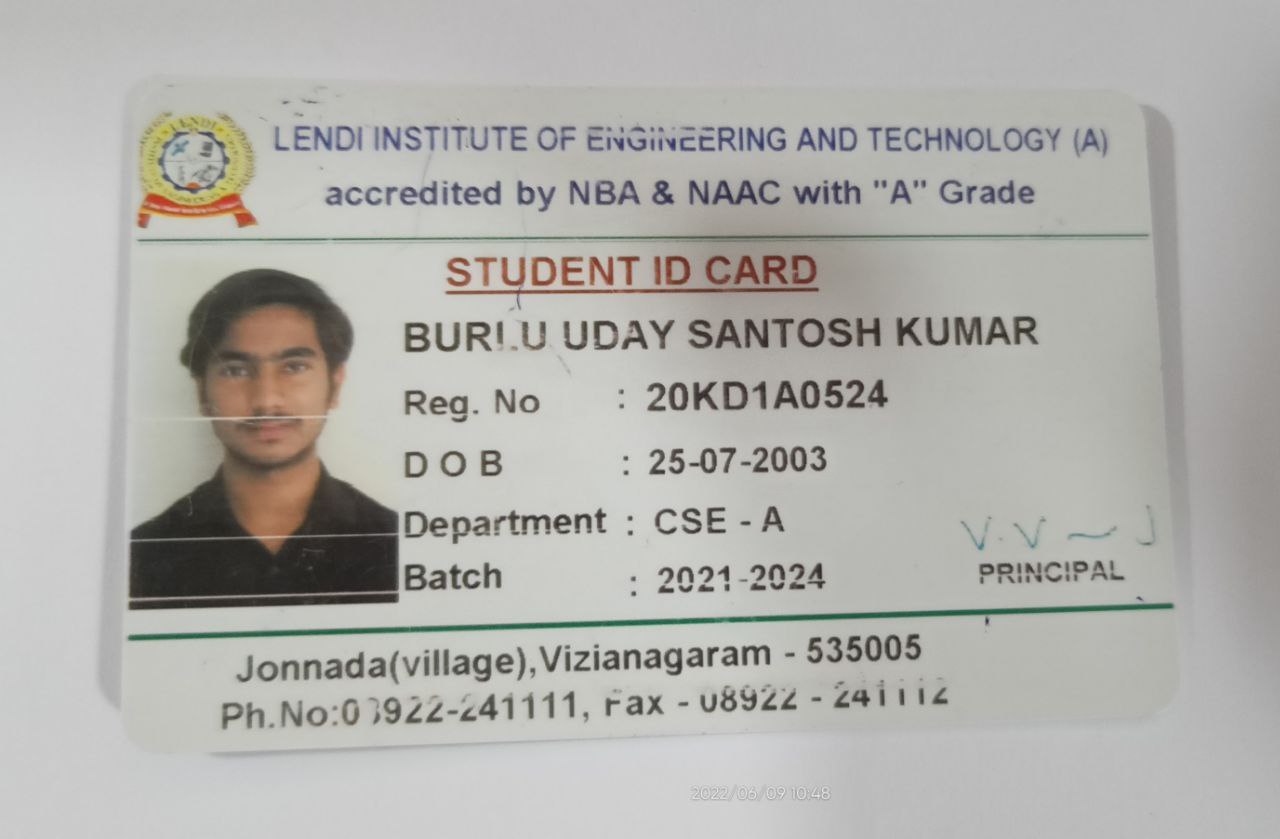 LENDI
LENDI INSTITUTE OF ENGINEERING AND TECHNOLOGY (A)
accredited by NBA & NAAC with "A" Grade
STUDENT ID CARD
BURLU UDAY SANTOSH KUMAR
Reg. No : 20KD1A0524
D O B : 25-07-2003
Department : CSE - A
Batch : 2021-2024
PRINCIPAL
Jonnada(village),Vizianagaram - 535005
Ph.No:08922-241111, Fax - 08922 - 241112
2022/06/09 10:48